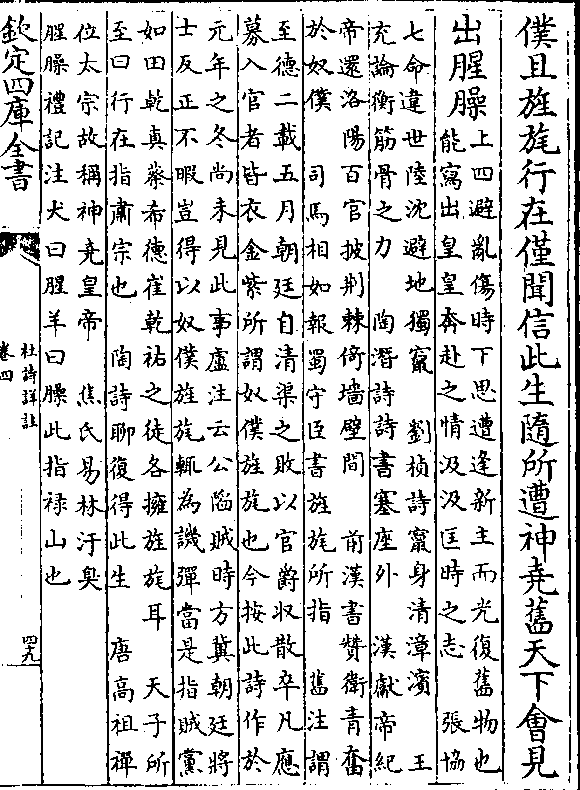 僕且旌旄行在僅聞信此生隨所遭神堯舊天下會見
出腥臊
上四避亂傷時下思遭逢新主而光復舊物也
能寫出皇皇奔赴之情汲汲匡時之志　張協
七命違世陸沈避地獨竄　劉楨詩竄身清漳濱　王
充論衡筋骨之力　陶潛詩詩書塞座外　漢獻帝紀
帝還洛陽百官披荆棘倚墙壁間　前漢書贊衛青奮
於奴僕　司馬相如報蜀守臣書旌旄所指　舊注謂
至德二載五月朝廷自清渠之敗以官爵収散卒凡應
募入官者皆衣金紫所謂奴僕旌旄也今按此詩作於
元年之冬尚未見此事盧注云公陷賊時方冀朝廷將
士反正不暇豈得以奴僕旌旄輒為譏彈當是指賊黨
如田乾真蔡希德崔乾祐之徒各擁旌旄耳　天子所
至曰行在指肅宗也　陶詩聊復得此生　唐高祖禪
位太宗故稱神堯皇帝　焦氏易林汙臭
腥臊禮記注犬曰腥羊曰臊此指禄山也
欽定四庫全書
杜詩詳註
卷四
四九